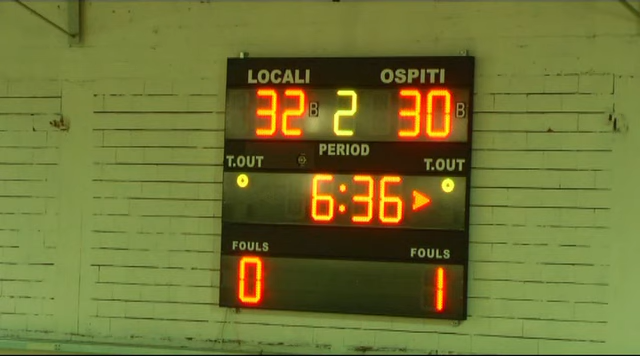 LOCALI OSPITI
32 B 2 30 B
PERIOD
T.OUT T.OUT
6:36
FOULS FOULS
0 1